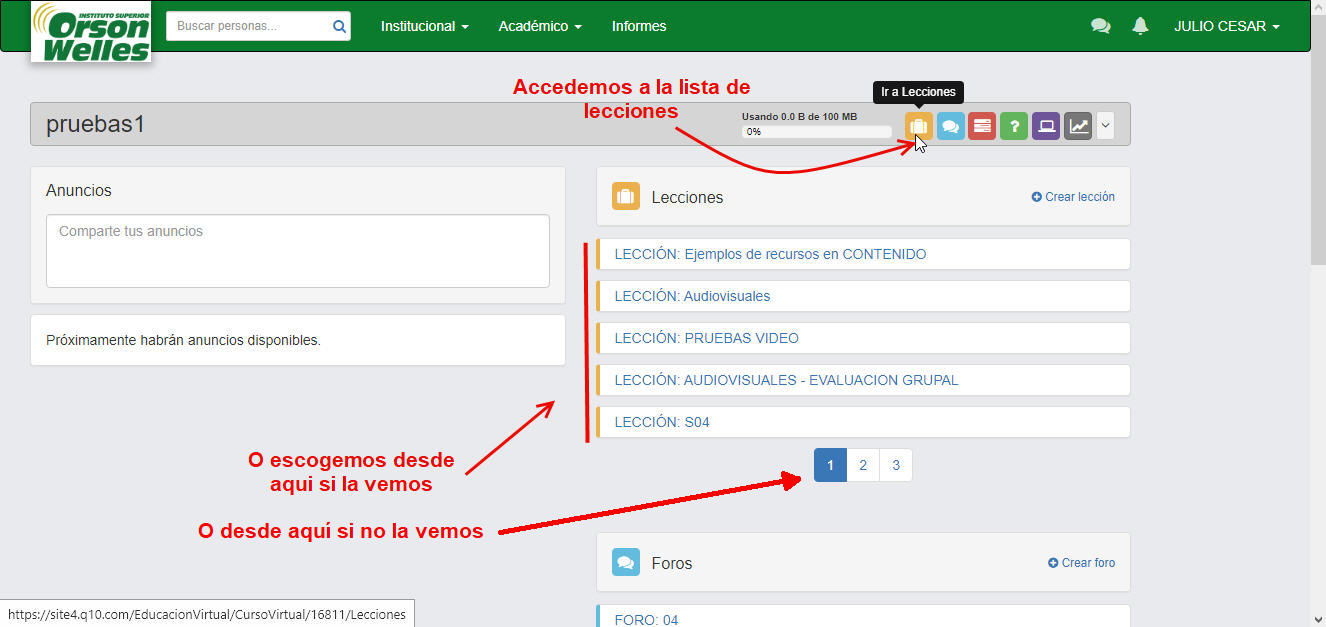 INSTITUTO SUPERIOR
Orson
Welles
Buscar personas...
Institucional
Académico
Informes
JULIO CESAR
Accedemos a la lista de
lecciones
Ir a Lecciones
pruebas1
Usando 0.0 B de 100 MB
0%
?
Anuncios
Comparte tus anuncios
Próximamente habrán anuncios disponibles.
Lecciones
Crear lección
LECCIÓN: Ejemplos de recursos en CONTENIDO
LECCIÓN: Audiovisuales
LECCIÓN: PRUEBAS VIDEO
LECCIÓN: AUDIOVISUALES - EVALUACION GRUPAL
LECCIÓN: S04
O escogemos desde
aqui si la vemos
1 2 3
O desde aquí si no la vemos
Foros
Crear foro
FORO: 04
https://site4.q10.com/EducacionVirtual/CursoVirtual/16811/Lecciones